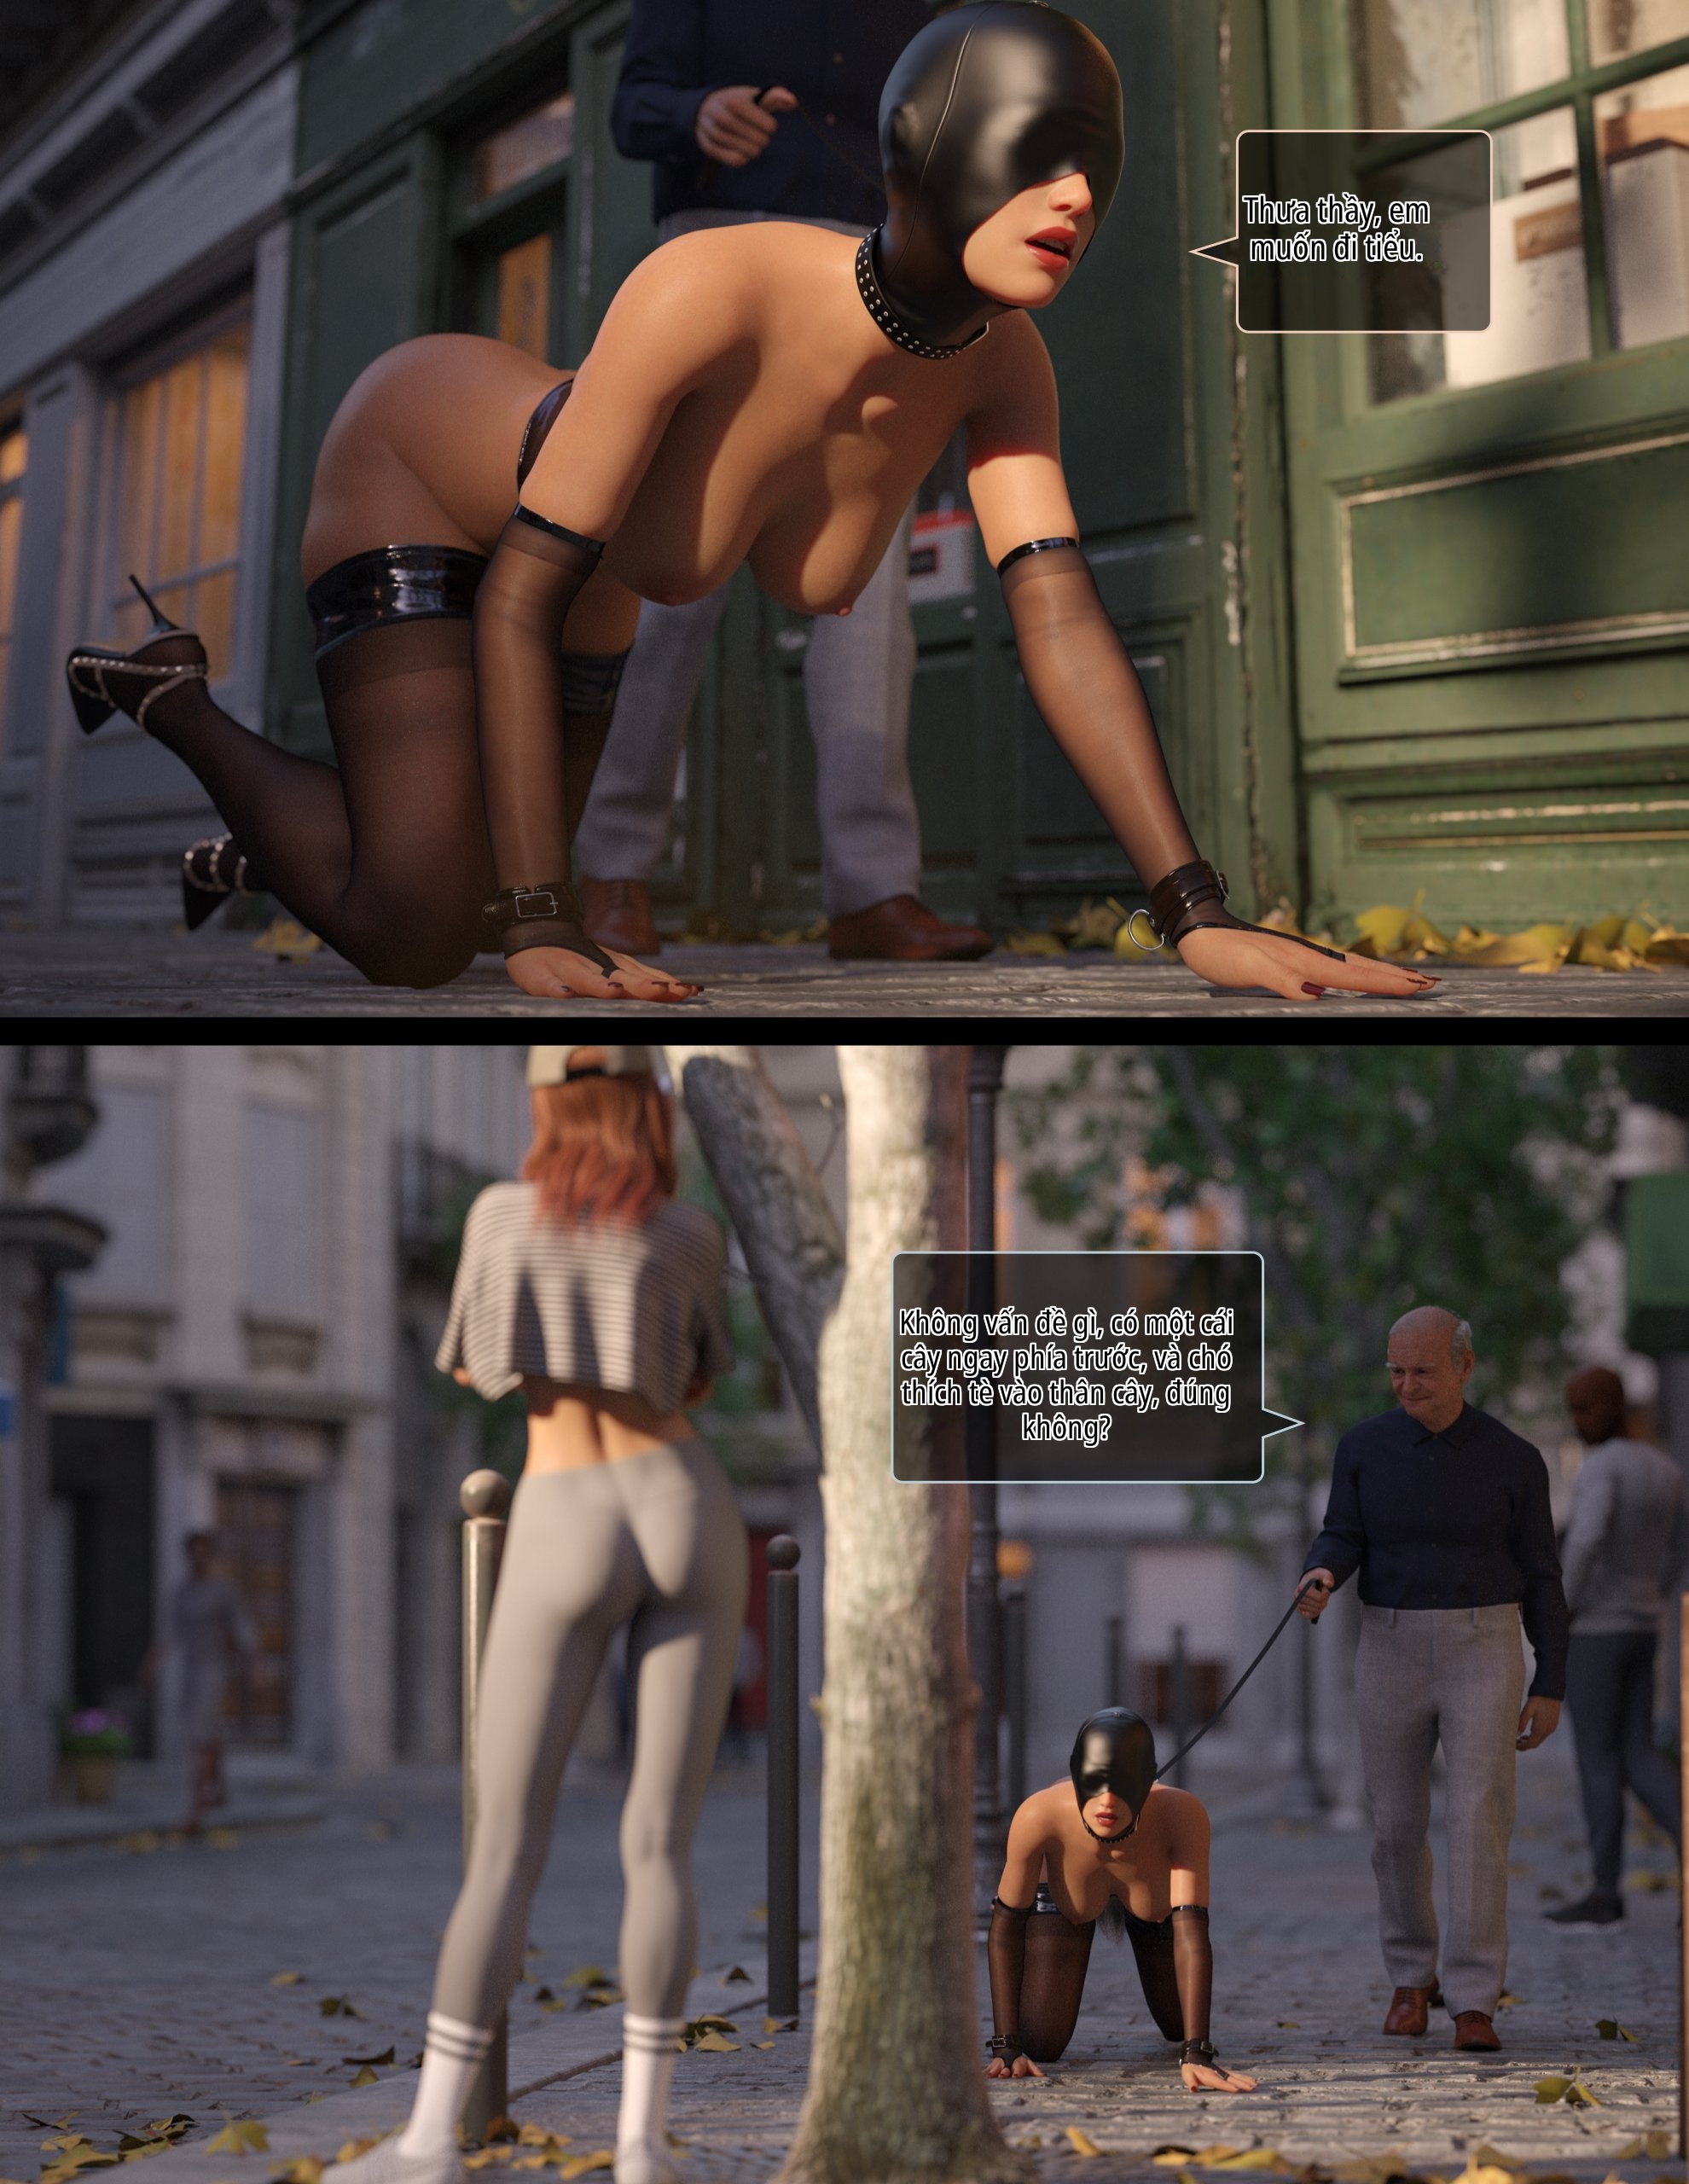 Thưa thầy, em
muốn đi tiểu.
Không vấn đề gì, có một cái
cây ngay phía trước, và chó
thích tè vào thân cây, đúng
không?